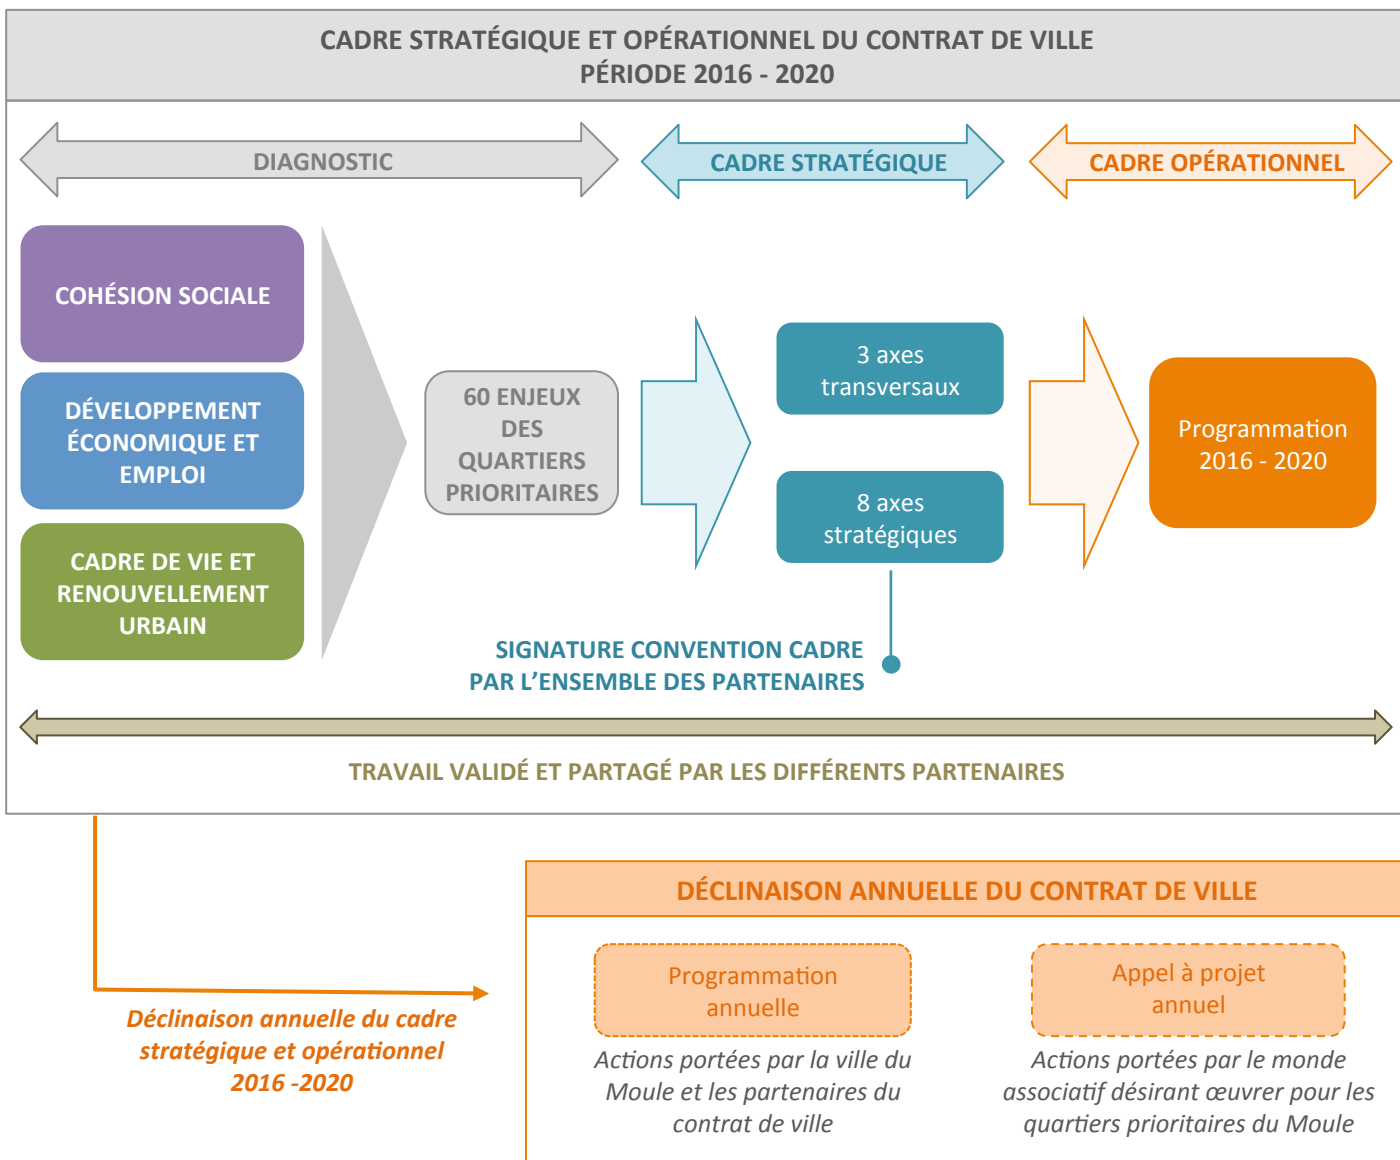 CADRE STRATÉGIQUE ET OPÉRATIONNEL DU CONTRAT DE VILLE
PÉRIODE 2016 - 2020
DIAGNOSTIC
CADRE STRATÉGIQUE
CADRE OPÉRATIONNEL
COHÉSION SOCIALE
DÉVELOPPEMENT
ÉCONOMIQUE ET
EMPLOI
CADRE DE VIE ET
RENOUVELLEMENT
URBAIN
60 ENJEUX
DES
QUARTIERS
PRIORITAIRES
3 axes
transversaux
8 axes
stratégiques
Programmation
2016 - 2020
SIGNATURE CONVENTION CADRE
PAR L’ENSEMBLE DES PARTENAIRES
TRAVAIL VALIDÉ ET PARTAGÉ PAR LES DIFFÉRENTS PARTENAIRES
Déclinaison annuelle du cadre
stratégique et opérationnel
2016 -2020
DÉCLINAISON ANNUELLE DU CONTRAT DE VILLE
Programmation
annuelle
Actions portées par la ville du
Moule et les partenaires du
contrat de ville
Appel à projet
annuel
Actions portées par le monde
associatif désirant œuvrer pour les
quartiers prioritaires du Moule